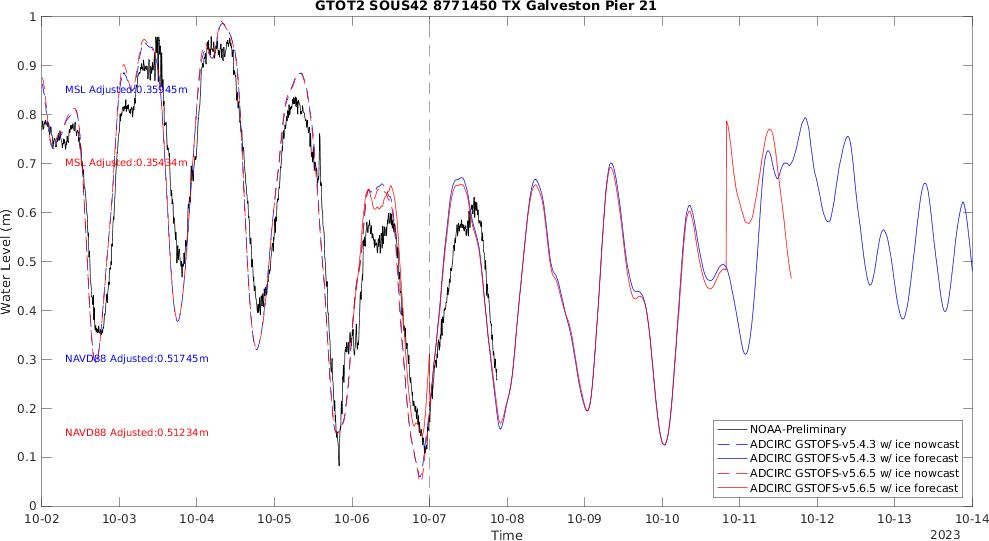 GTOT2 SOUS42 8771450 TX Galveston Pier 21
1
0.9
0.8
0.7
0.6
0.5
0.4
0.3
0.2
0.1
0
Water Level (m)
MSL Adjusted:0.35945m
MSL Adjusted:0.35434m
NAVD88 Adjusted:0.51745m
NAVD88 Adjusted:0.51234m
NOAA-Preliminary
ADCIRC GSTOFS-v5.4.3 w/ ice nowcast
ADCIRC GSTOFS-v5.4.3 w/ ice forecast
ADCIRC GSTOFS-v5.6.5 w/ ice nowcast
ADCIRC GSTOFS-v5.6.5 w/ ice forecast
10-02 10-03 10-04 10-05 10-06 10-07 10-08 10-09 10-10 10-11 10-12 10-13 10-14
Time
2023